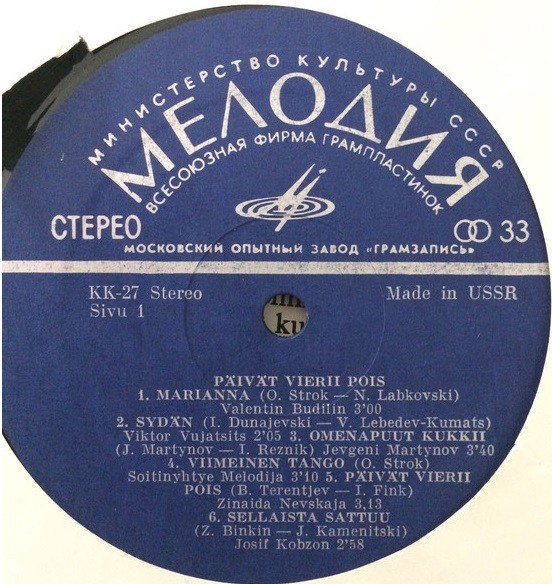 МИНИСТЕРСТВО КУЛЬТУРЫ СССР
МЕЛОДИЯ
ВСЕСОЮЗНАЯ ФИРМА ГРАМПЛАСТИНОК
СТЕРЕО 33
МОСКОВСКИЙ ОПЫТНЫЙ ЗАВОД «ГРАМЗАПИСЬ»
KK-27 Stereo Made in USSR
Sivu 1
ku
PÄIVÄT VIERII POIS
1. MARIANNA (O. Strok — N. Labkovski)
Valentin Budilin 3'00
2. SYDÄN (I. Dunajevski — V. Lebedev-Kumats)
Viktor Vujatsits 2'05 3. OMENAPUUT KUKKII
(J. Martynov — I. Reznik) Jevgeni Martynov 3'40
4. VIIMEINEN TANGO (O. Strok)
Soitinyhtye Melodija 3'10 5. PÄIVÄT VIERII
POIS (B. Terentjev — I. Fink)
Zinaida Nevskaja 3,13
6. SELLAISTA SATTUU
(Z. Binkin — J. Kamenitski)
Josif Kobzon 2'58